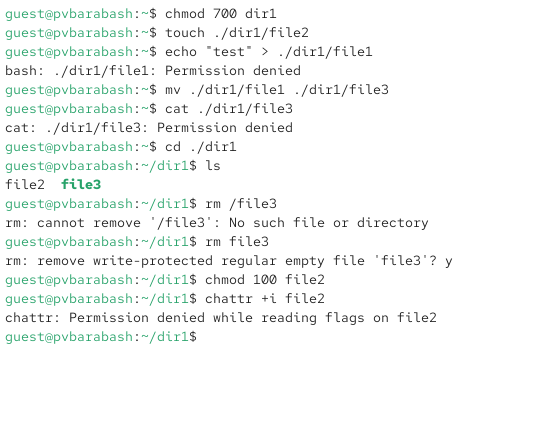 guest@pvbarabash:~$ chmod 700 dir1
guest@pvbarabash:~$ touch ./dir1/file2
guest@pvbarabash:~$ echo "test" > ./dir1/file1
bash: ./dir1/file1: Permission denied
guest@pvbarabash:~$ mv ./dir1/file1 ./dir1/file3
guest@pvbarabash:~$ cat ./dir1/file3
cat: ./dir1/file3: Permission denied
guest@pvbarabash:~$ cd ./dir1
guest@pvbarabash:~/dir1$ ls
file2  file3
guest@pvbarabash:~/dir1$ rm /file3
rm: cannot remove '/file3': No such file or directory
guest@pvbarabash:~/dir1$ rm file3
rm: remove write-protected regular empty file 'file3'? y
guest@pvbarabash:~/dir1$ chmod 100 file2
guest@pvbarabash:~/dir1$ chattr +i file2
chattr: Permission denied while reading flags on file2
guest@pvbarabash:~/dir1$